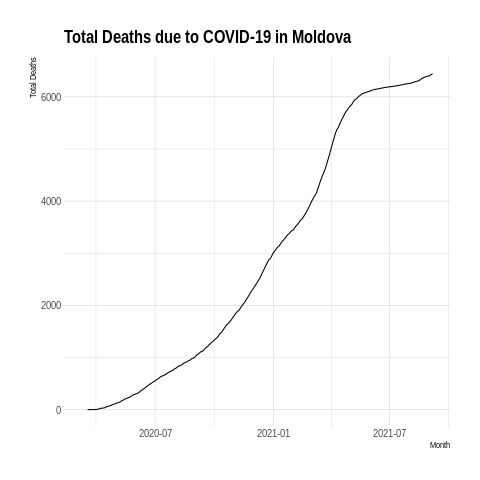 Total Deaths due to COVID-19 in Moldova
Total Deaths
6000
4000
2000
0
2020-07 2021-01 2021-07
Month